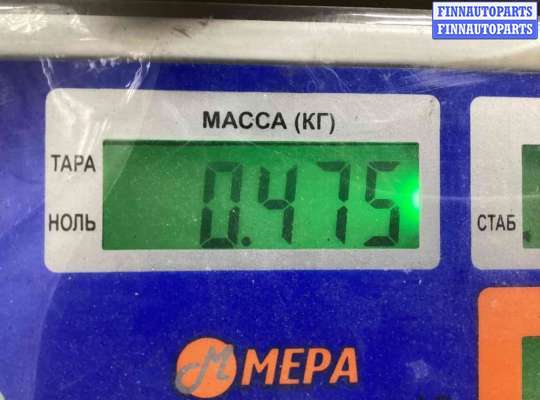 FINNAUTOPARTS
FINNAUTOPARTS
МАССА (КГ)
ТАРА
0.475
НОЛЬ
СТАБ
М МЕРА